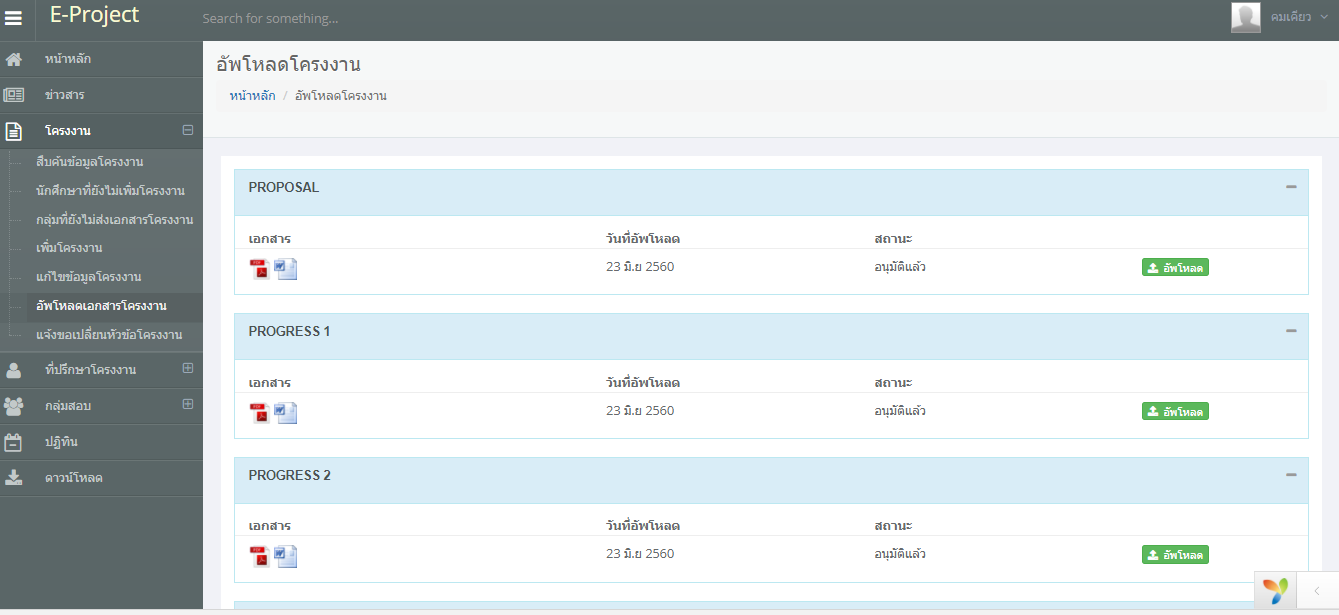 E-Project
Search for something...
คมเดียว
หน้าหลัก
ข่าวสาร
โครงงาน
สืบค้นข้อมูลโครงงาน
นักศึกษาที่ยังไม่เพิ่มโครงงาน
กลุ่มที่ยังไม่ส่งเอกสารโครงงาน
เพิ่มโครงงาน
แก้ไขข้อมูลโครงงาน
อัพโหลดเอกสารโครงงาน
แจ้งขอเปลี่ยนหัวข้อโครงงาน
ที่ปรึกษาโครงงาน
กลุ่มสอบ
ปฏิทิน
ดาวน์โหลด
อัพโหลดโครงงาน
หน้าหลัก / อัพโหลดโครงงาน
PROPOSAL
เอกสาร วันที่อัพโหลด สถานะ
23 มิ.ย 2560 อนุมัติแล้ว อัพโหลด
PROGRESS 1
เอกสาร วันที่อัพโหลด สถานะ
23 มิ.ย 2560 อนุมัติแล้ว อัพโหลด
PROGRESS 2
เอกสาร วันที่อัพโหลด สถานะ
23 มิ.ย 2560 อนุมัติแล้ว อัพโหลด